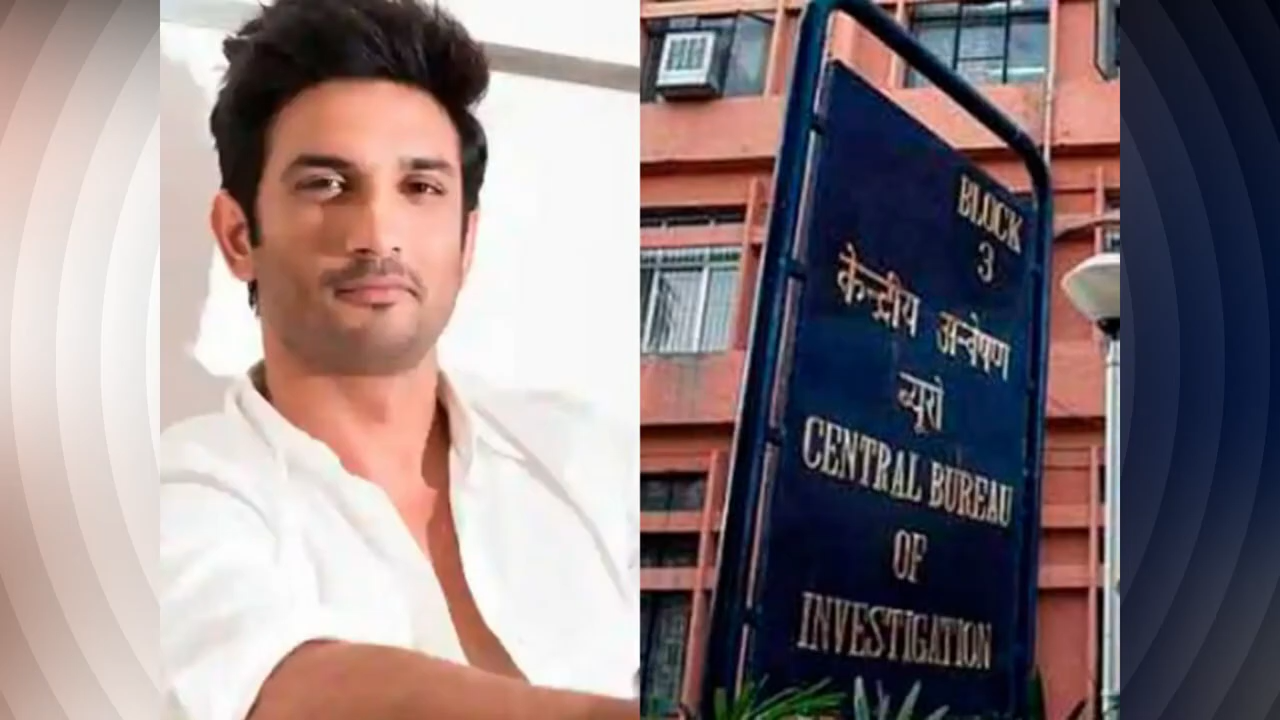 BLOCK
3
केन्द्रीय अन्वेषण
ब्यूरो
CENTRAL BUREAU
OF
INVESTIGATION